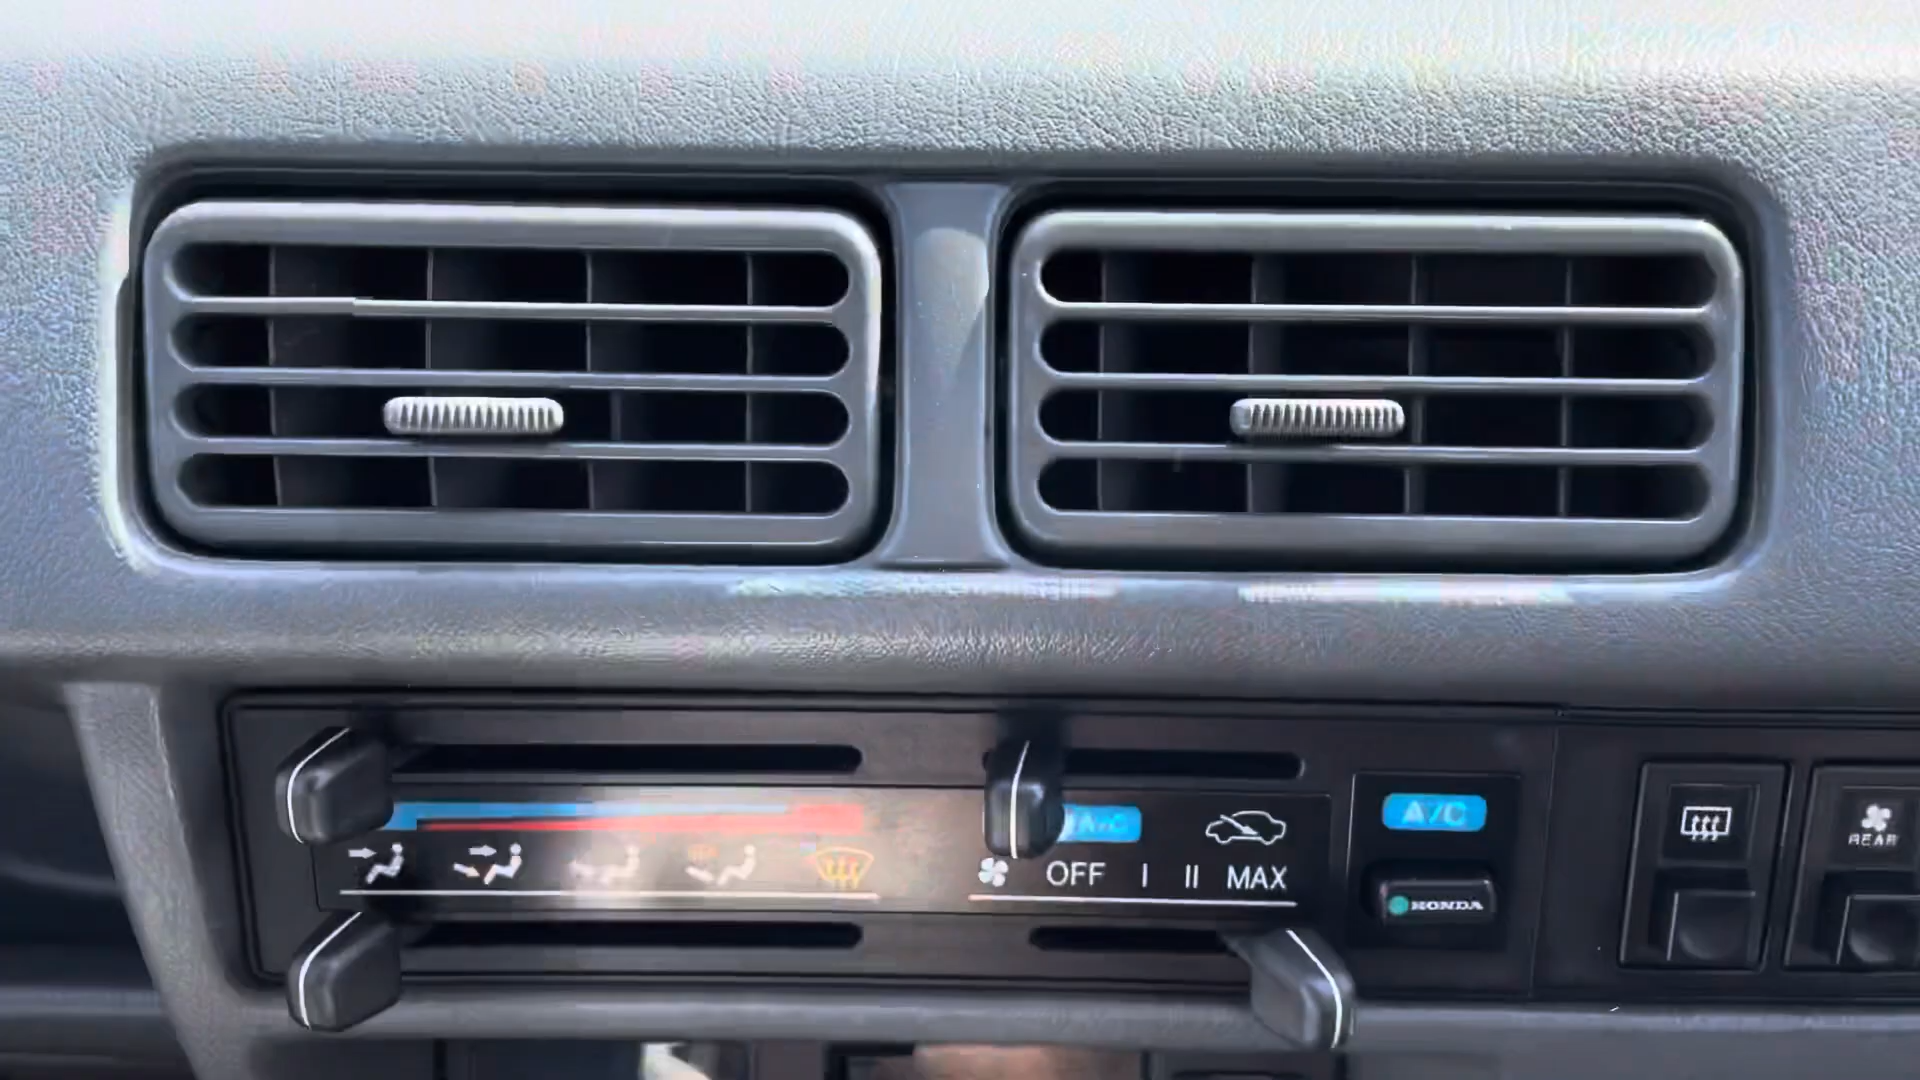 A/C
A/C
OFF I II MAX
HONDA
REAR